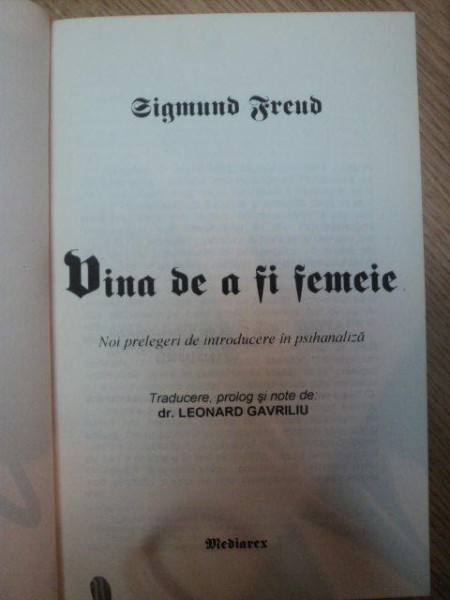 Sigmund Freud
Vina de a fi femeie
Noi prelegeri de introducere în psihanaliză
Traducere, prolog și note de:
dr. LEONARD GAVRILIU
Mediarex